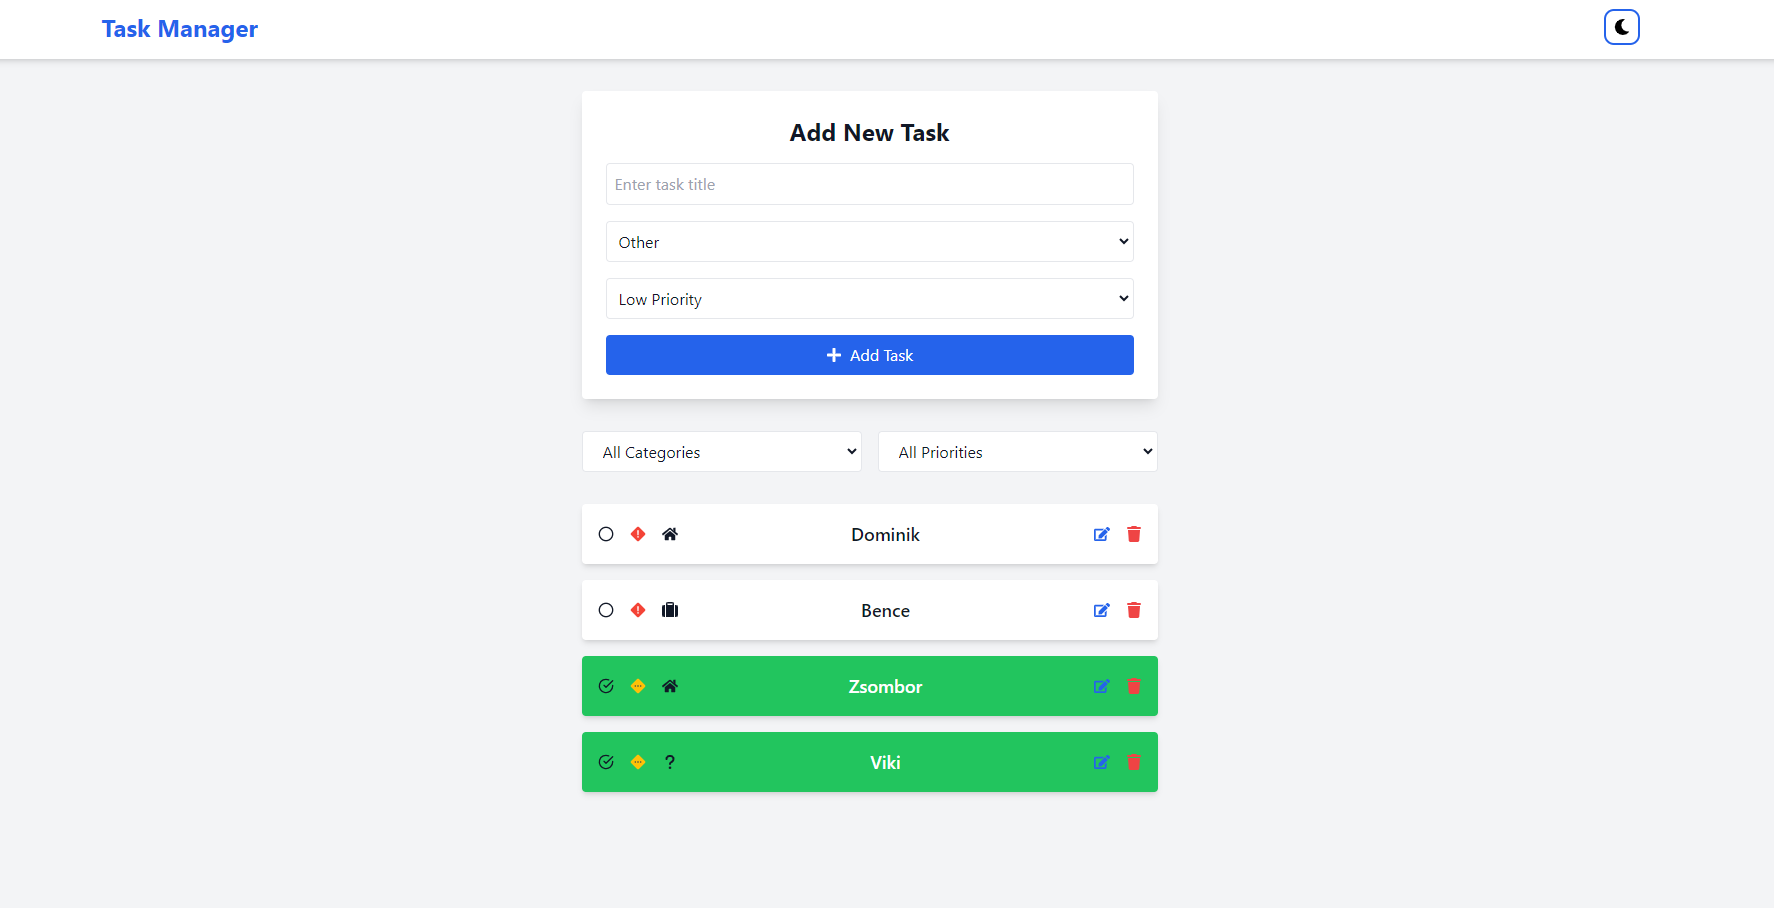 Task Manager
Add New Task
Enter task title
Other
Low Priority
Add Task
All Categories
All Priorities
Dominik
Bence
Zsombor
Viki